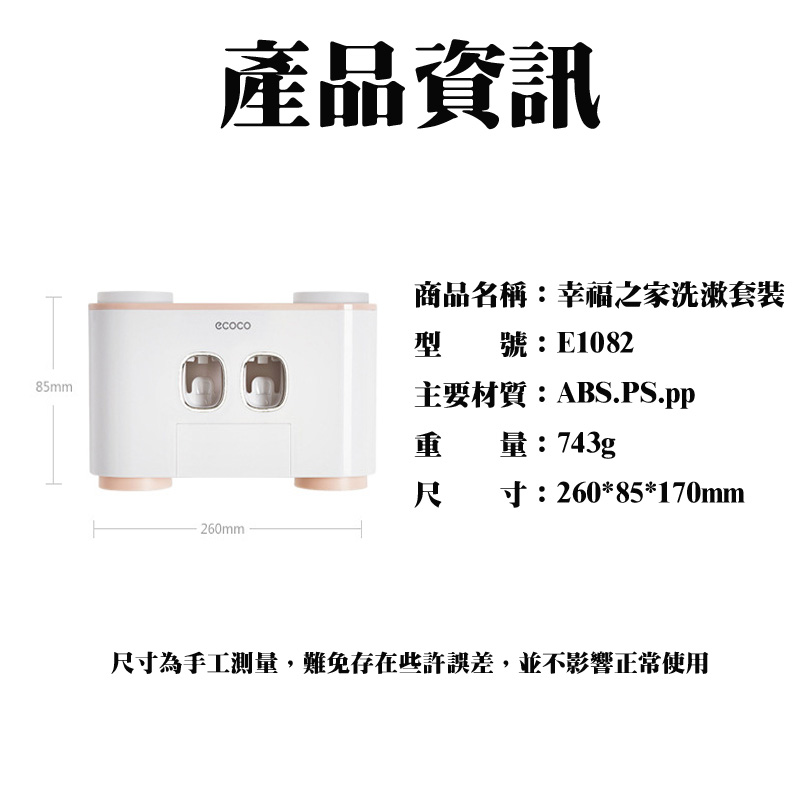 產品資訊
ecoco
85mm
260mm
商品名稱：幸福之家洗漱套裝
型　　號：E1082
主要材質：ABS.PS.pp
重　　量：743g
尺　　寸：260*85*170mm
尺寸為手工測量，難免存在些許誤差，並不影響正常使用